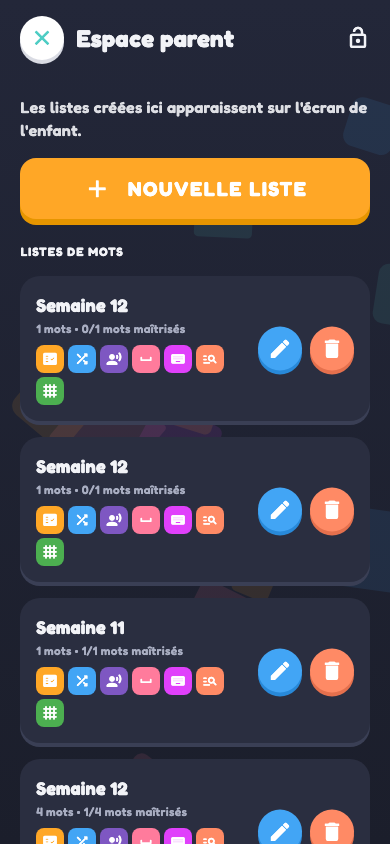 Espace parent
Les listes créées ici apparaissent sur l'écran de
l'enfant.
NOUVELLE LISTE
LISTES DE MOTS
Semaine 12
1 mots • 0/1 mots maîtrisés
Semaine 12
1 mots • 0/1 mots maîtrisés
Semaine 11
1 mots • 1/1 mots maîtrisés
Semaine 12
4 mots • 1/4 mots maîtrisés